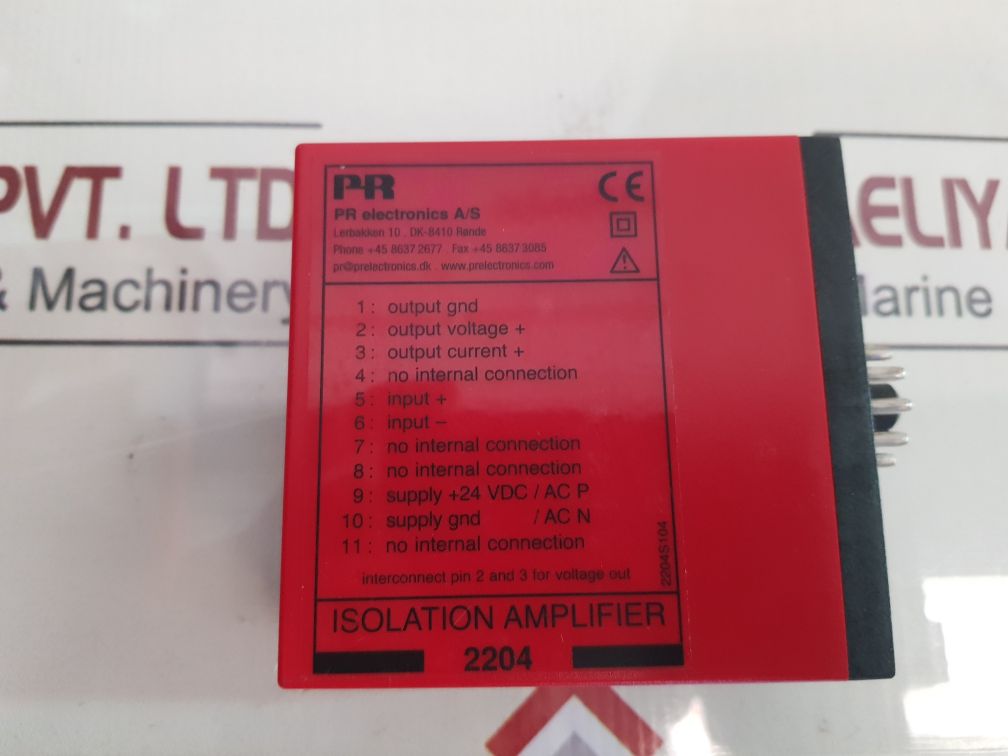 PVT. LTD
& Machinery
AELIY
Marine
PR
CE
PR electronics A/S
Lerbakken 10 . DK-8410 Rønde
Phone +45 8637 2677 Fax +45 8637 3085
pr@prelectronics.dk . www.prelectronics.com
1 : output gnd
2 : output voltage +
3 : output current +
4 : no internal connection
5 : input +
6 : input –
7 : no internal connection
8 : no internal connection
9 : supply +24 VDC / AC P
10 : supply gnd / AC N
11 : no internal connection
interconnect pin 2 and 3 for voltage out
2204S104
ISOLATION AMPLIFIER
2204